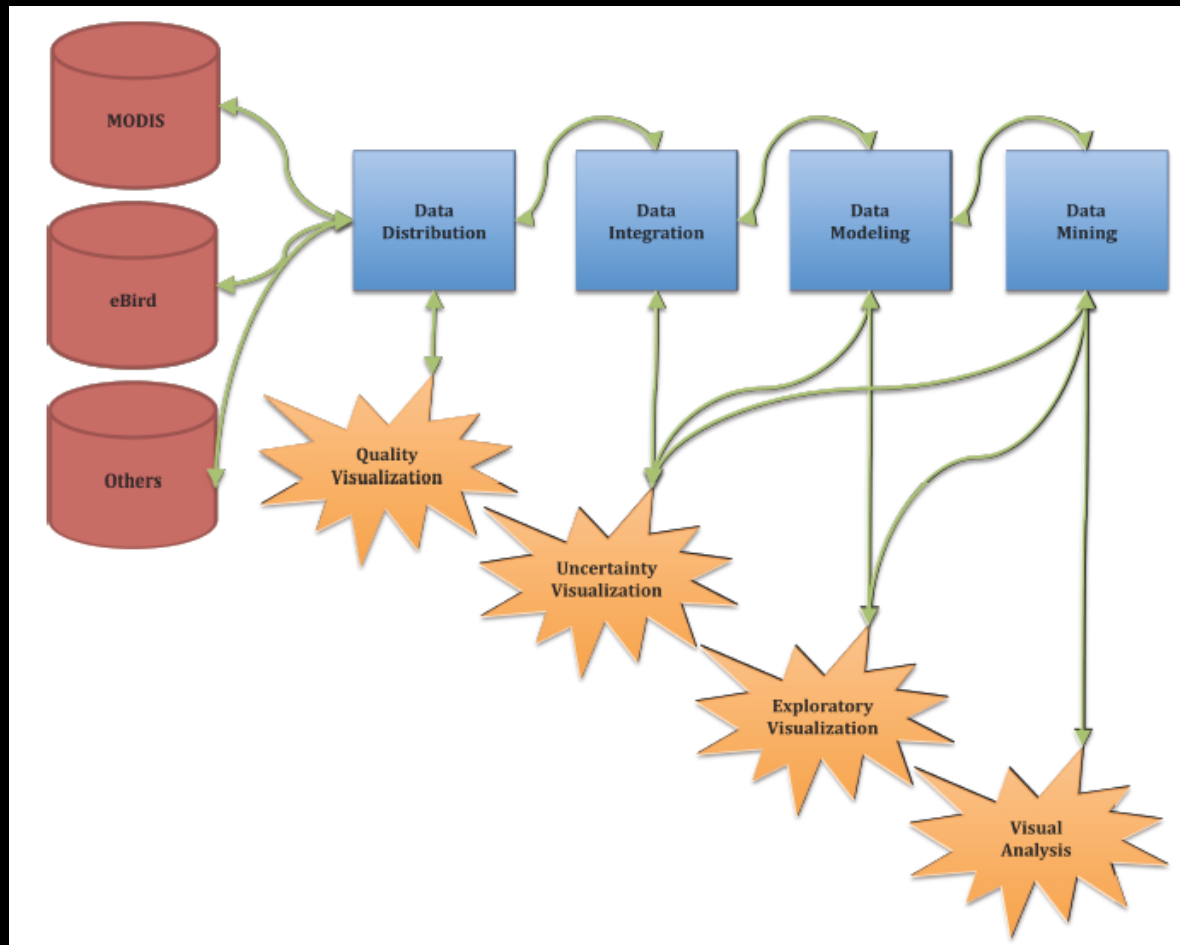 MODIS
eBird
Others
Data
Distribution
Data
Integration
Data
Modeling
Data
Mining
Quality
Visualization
Uncertainty
Visualization
Exploratory
Visualization
Visual
Analysis